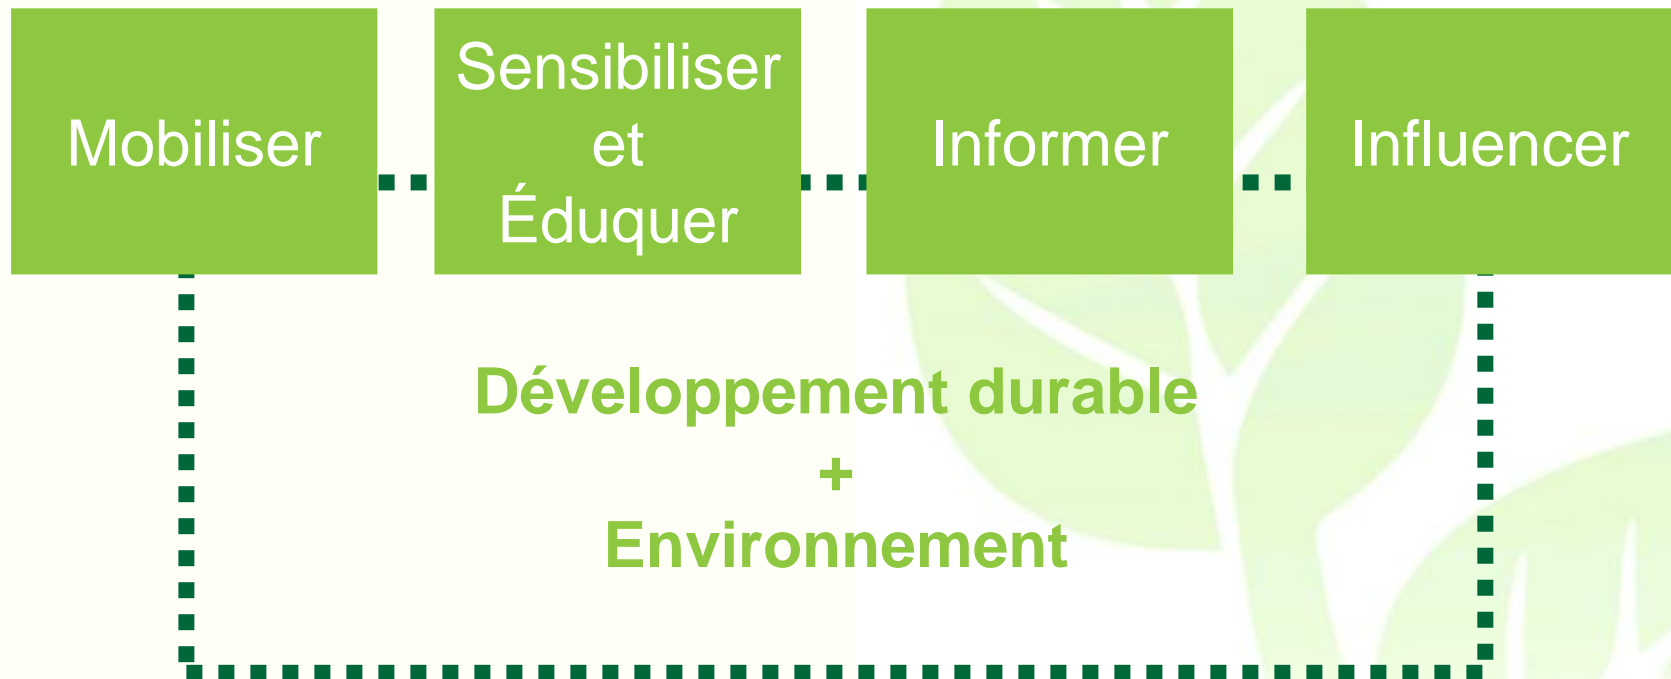 Mobiliser
Sensibiliser
et
Éduquer
Informer
Influencer
Développement durable
+
Environnement